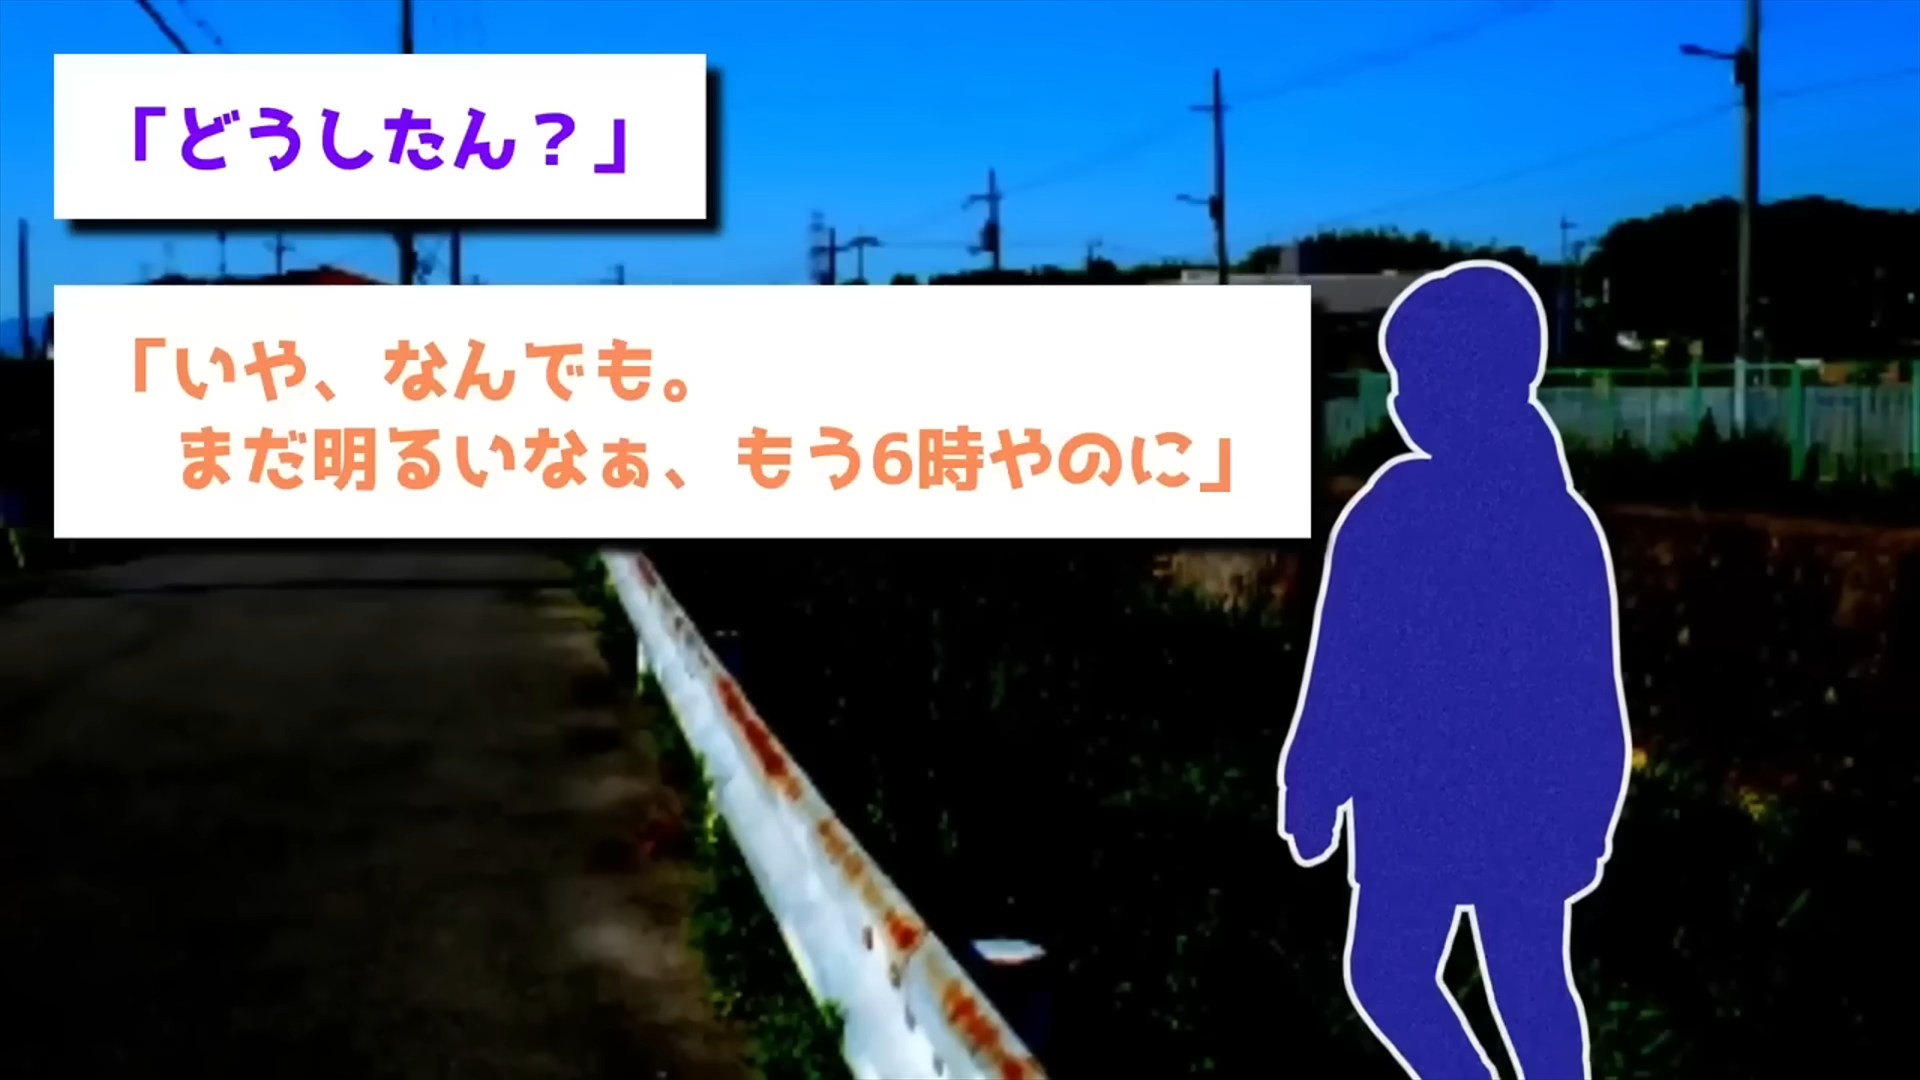 「どうしたん？」
「いや、なんでも。
まだ明るいなぁ、もう6時やのに」